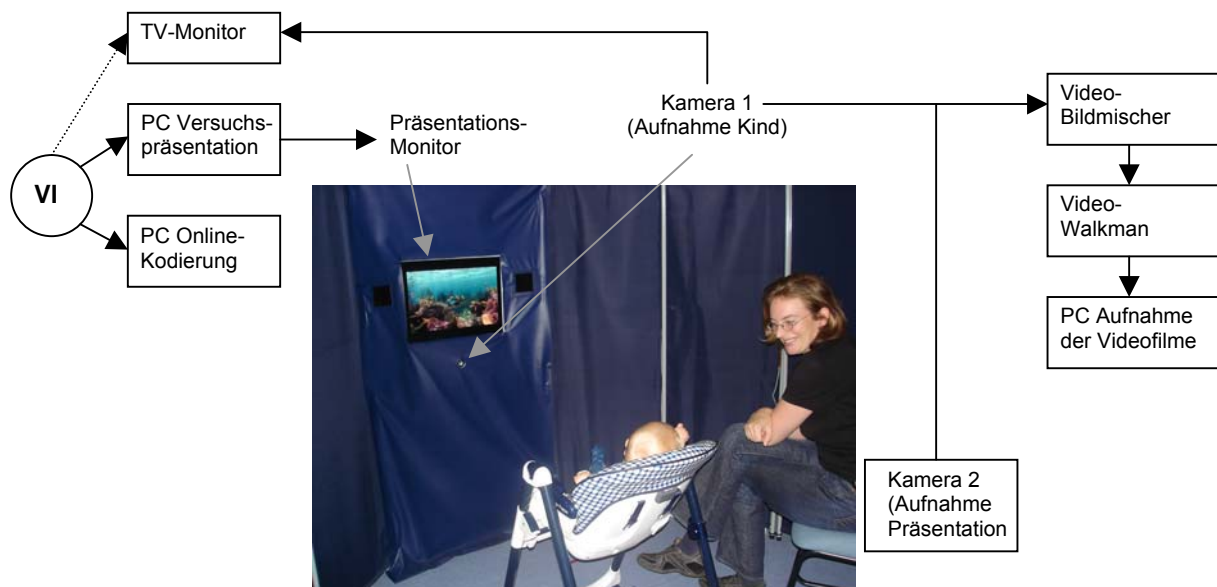 TV-Monitor
PC Versuchs-
präsentation
VI
PC Online-
Kodierung
Präsentations-
Monitor
Kamera 1
(Aufnahme Kind)
Video-
Bildmischer
Video-
Walkman
PC Aufnahme
der Videofilme
Kamera 2
(Aufnahme
Präsentation